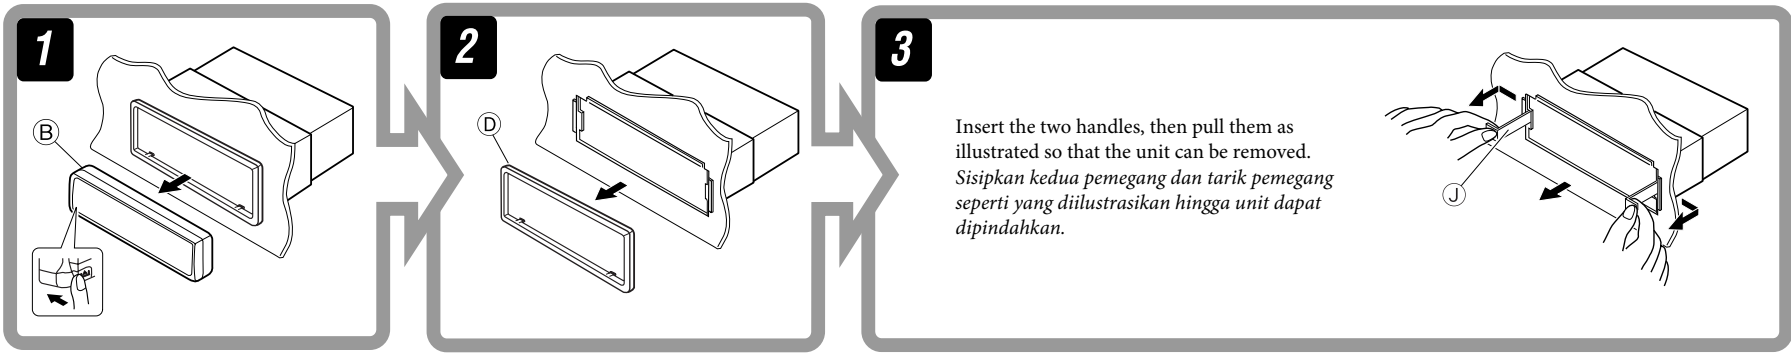 1
B
2
D
3
Insert the two handles, then pull them as
illustrated so that the unit can be removed.
Sisipkan kedua pemegang dan tarik pemegang
seperti yang diilustrasikan hingga unit dapat
dipindahkan.
J